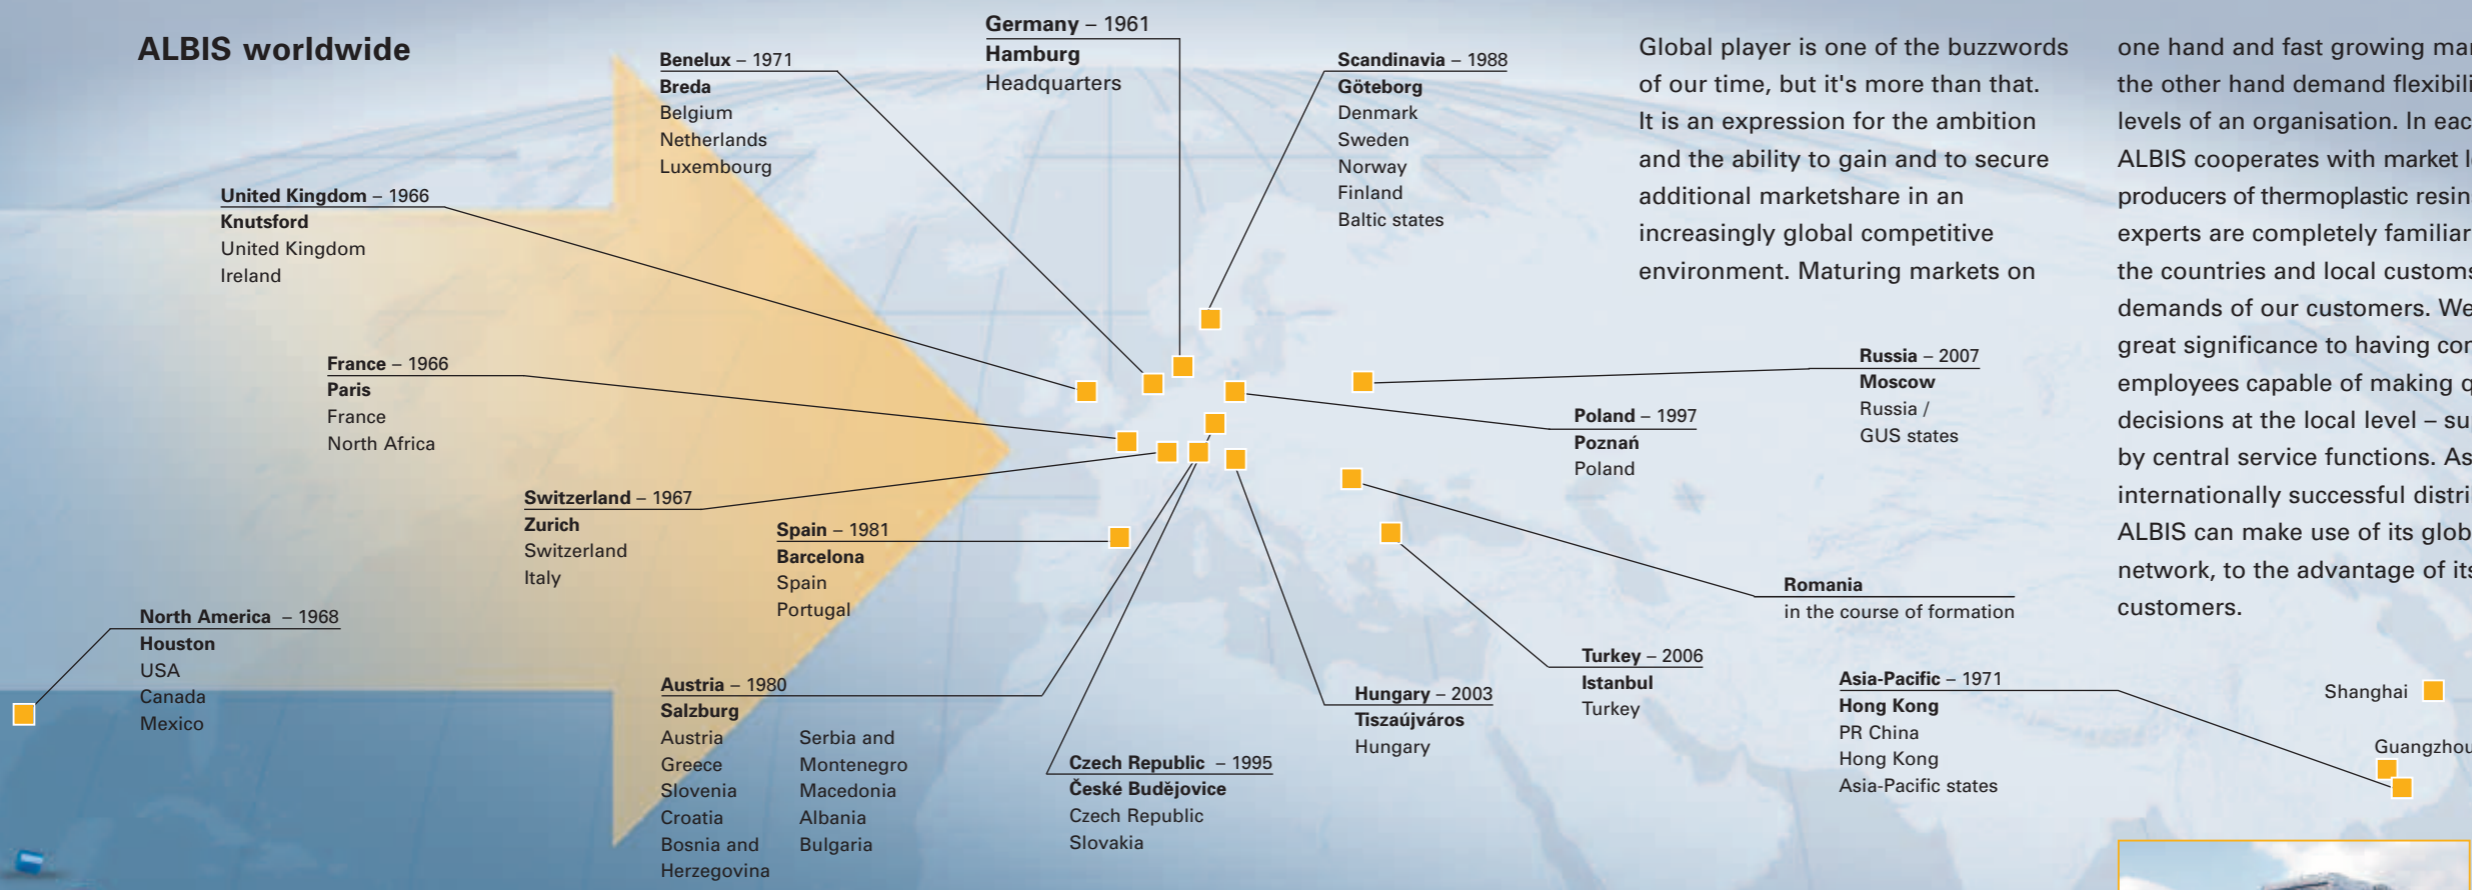 ALBIS worldwide
Germany – 1961
Hamburg
Headquarters
Benelux – 1971
Breda
Belgium
Netherlands
Luxembourg
Scandinavia – 1988
Göteborg
Denmark
Sweden
Norway
Finland
Baltic states
United Kingdom – 1966
Knutsford
United Kingdom
Ireland
France – 1966
Paris
France
North Africa
Switzerland – 1967
Zurich
Switzerland
Italy
Spain – 1981
Barcelona
Spain
Portugal
North America – 1968
Houston
USA
Canada
Mexico
Austria – 1980
Salzburg
Austria
Greece
Slovenia
Croatia
Bosnia and
Herzegovina
Serbia and
Montenegro
Macedonia
Albania
Bulgaria
Czech Republic – 1995
České Budějovice
Czech Republic
Slovakia
Hungary – 2003
Tiszaújváros
Hungary
Turkey – 2006
Istanbul
Turkey
Romania
in the course of formation
Poland – 1997
Poznań
Poland
Russia – 2007
Moscow
Russia /
GUS states
Asia-Pacific – 1971
Hong Kong
PR China
Hong Kong
Asia-Pacific states
Shanghai
Guangzhou
Global player is one of the buzzwords
of our time, but it's more than that.
It is an expression for the ambition
and the ability to gain and to secure
additional marketshare in an
increasingly global competitive
environment. Maturing markets on
one hand and fast growing
the other hand demand
levels of an organisation. In
ALBIS cooperates with market
producers of thermoplastic
experts are completely familiar
the countries and local customs
demands of our customers. We
great significance to having
employees capable of making
decisions at the local level –
by central service functions. As
internationally successful
ALBIS can make use of its
network, to the advantage of its
customers.